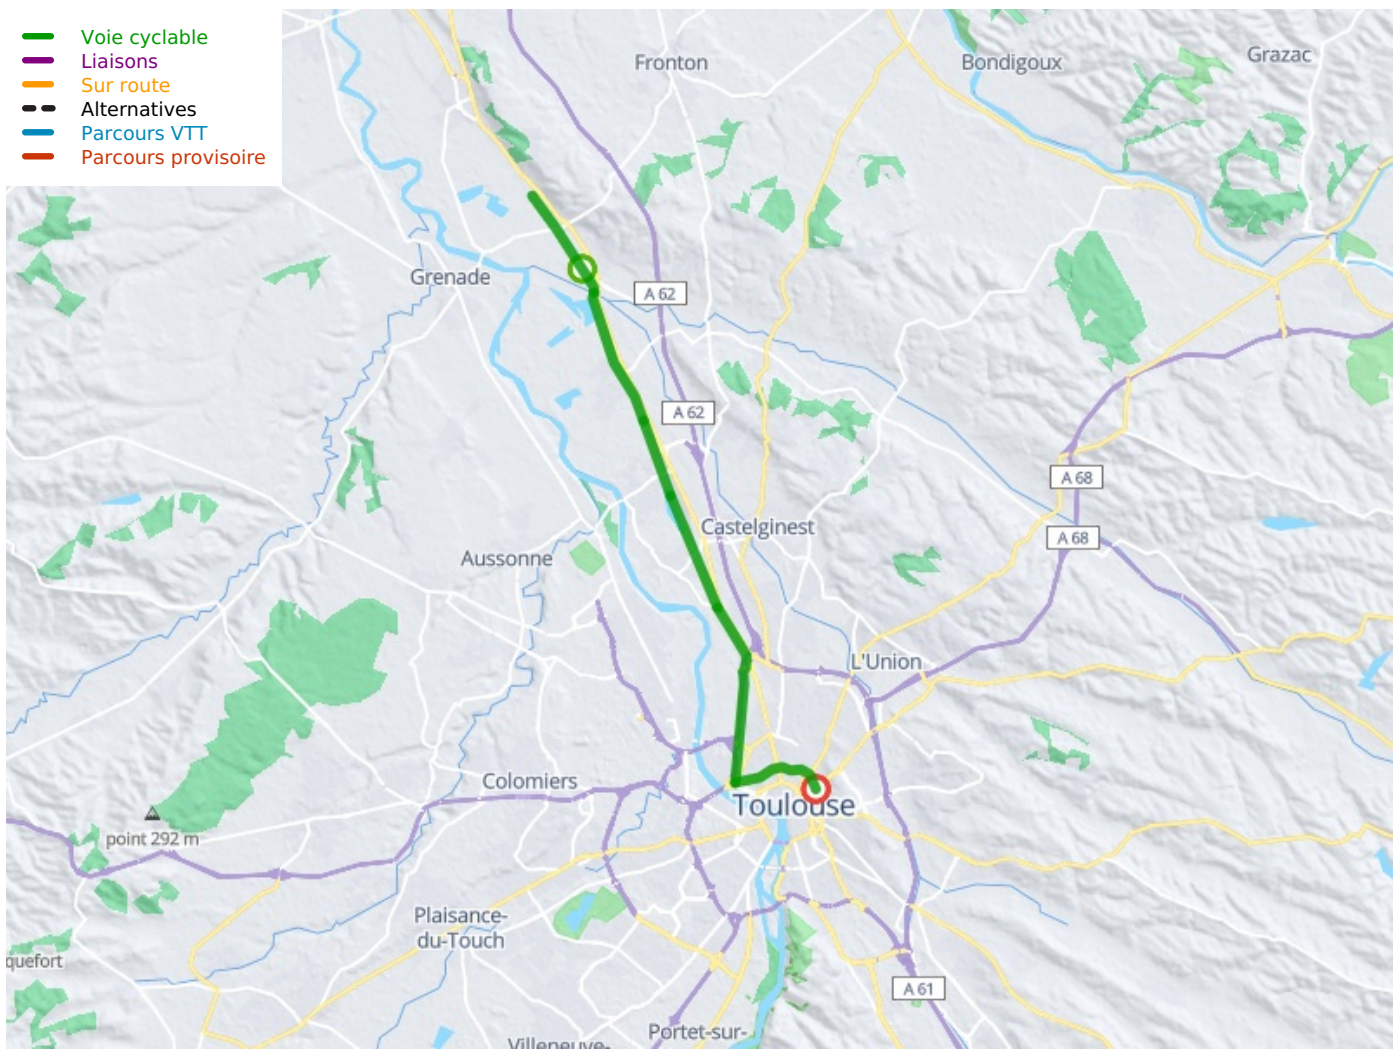 Voie cyclable
Liaisons
Sur route
Alternatives
Parcours VTT
Parcours provisoire
Fronton
Bondigoux
Grazac
Grenade
A 62
A 62
A 68
Castelginest
A 68
Aussonne
L'Union
Colomiers
Toulouse
point 292 m
Plaisance-
du-Touch
quefort
A 61
Portet-sur-
Villeneuve-